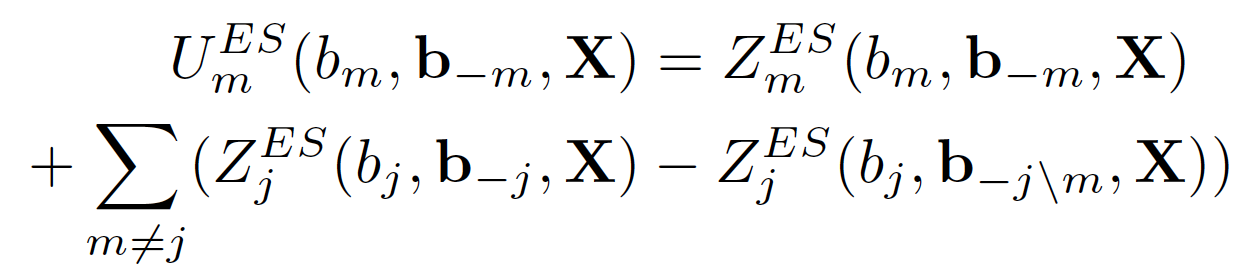 U_m^{ES}(b_m, \mathbf{b}_{-m}, \mathbf{X}) = Z_m^{ES}(b_m, \mathbf{b}_{-m}, \mathbf{X})
+ \sum_{m \neq j} (Z_j^{ES}(b_j, \mathbf{b}_{-j}, \mathbf{X}) - Z_j^{ES}(b_j, \mathbf{b}_{-j \backslash m}, \mathbf{X}))